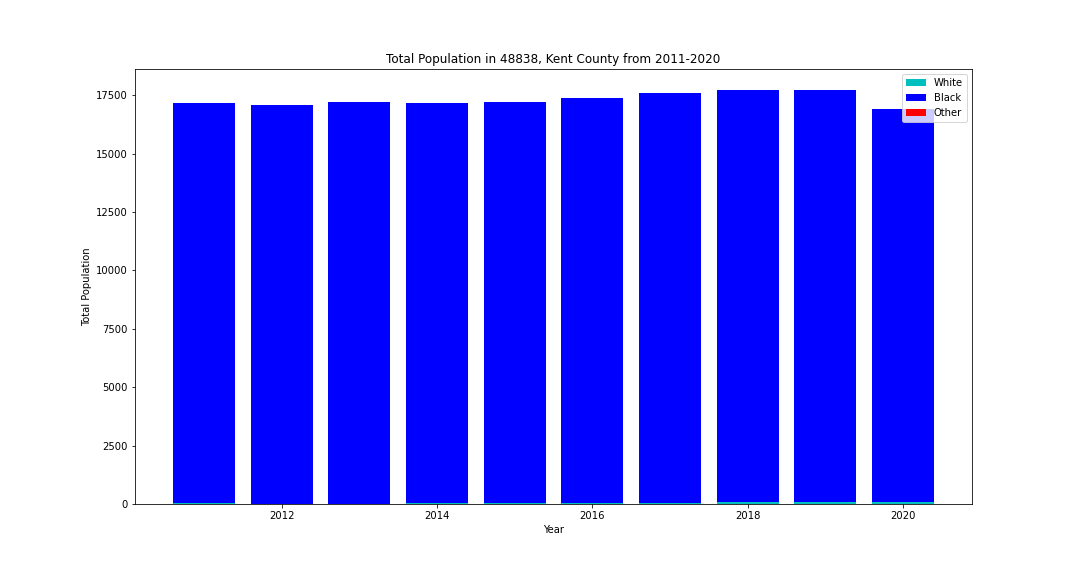 Total Population in 48838, Kent County from 2011-2020
White
Black
Other
17500
15000
12500
10000
7500
5000
2500
0
Total Population
2012
2014
2016
2018
2020
Year